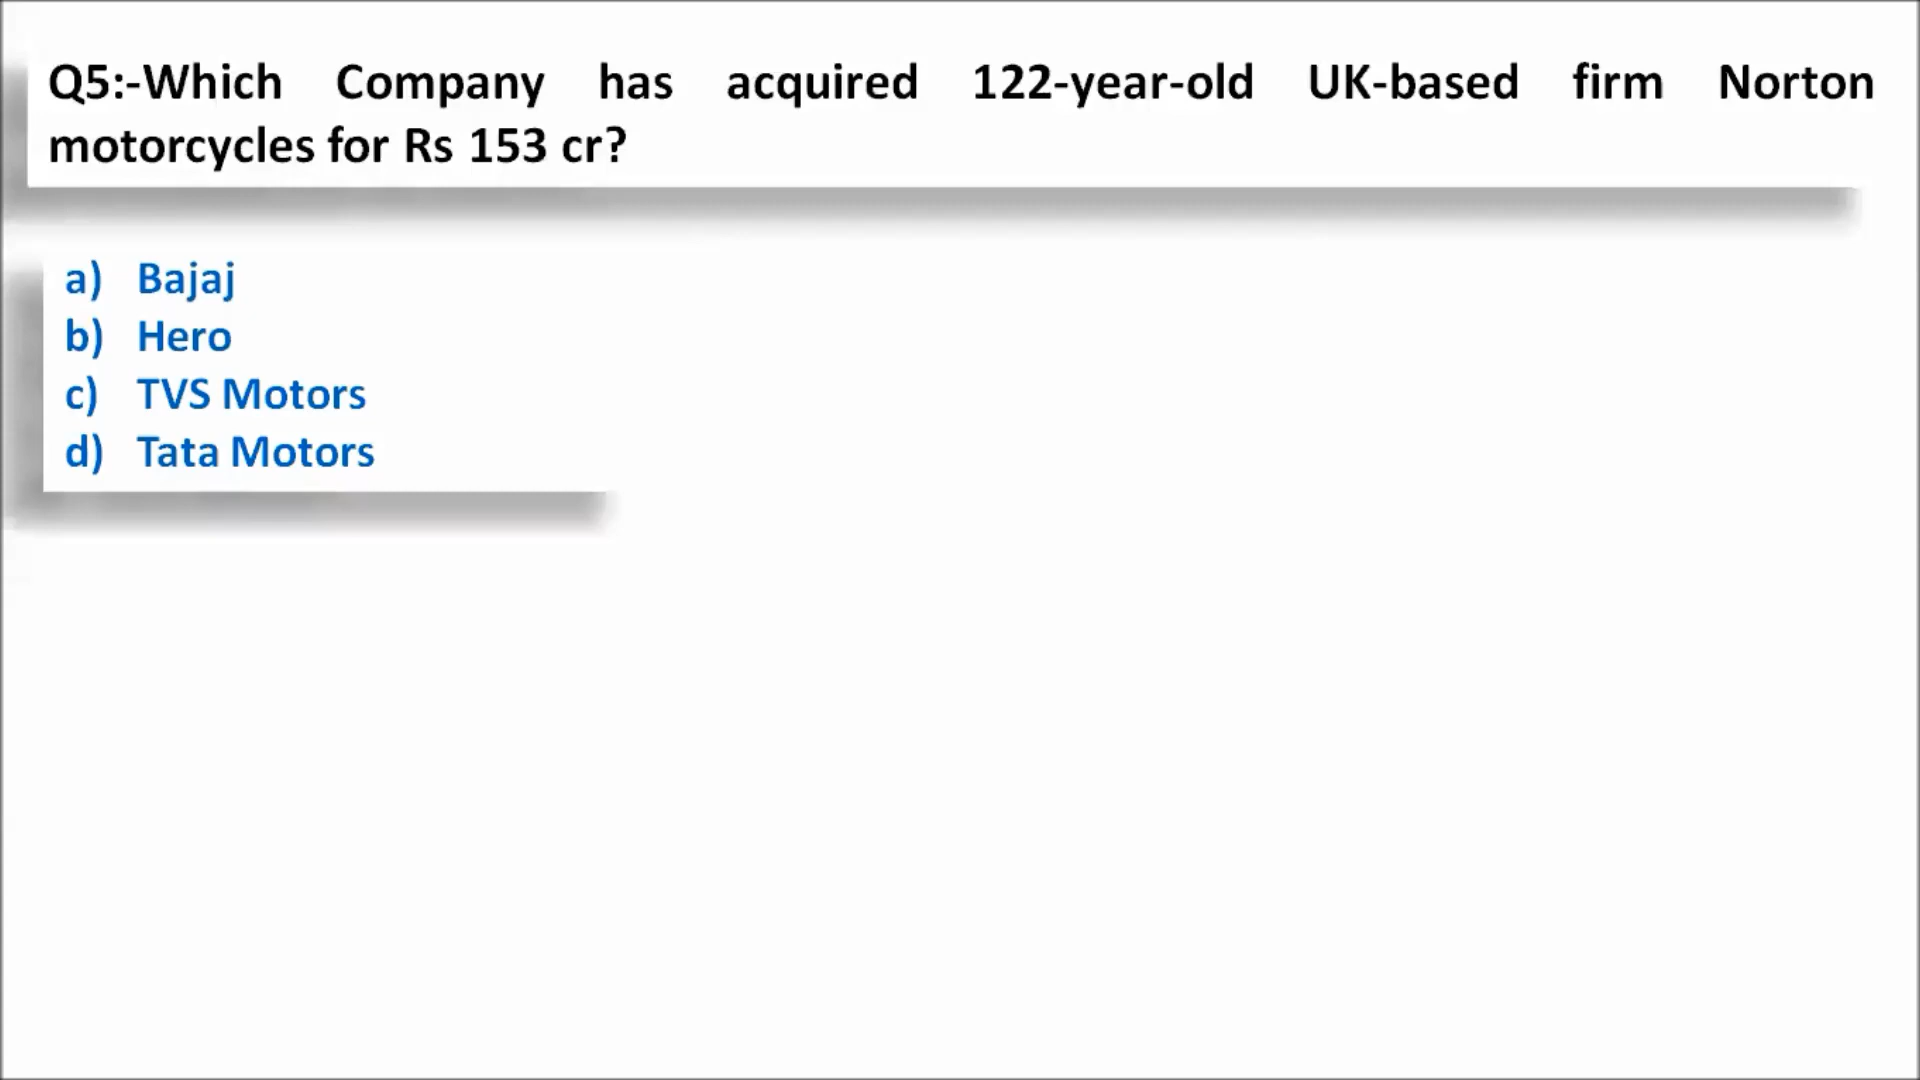 Q5:-Which Company has acquired 122-year-old UK-based firm Norton
motorcycles for Rs 153 cr?
a) Bajaj
b) Hero
c) TVS Motors
d) Tata Motors